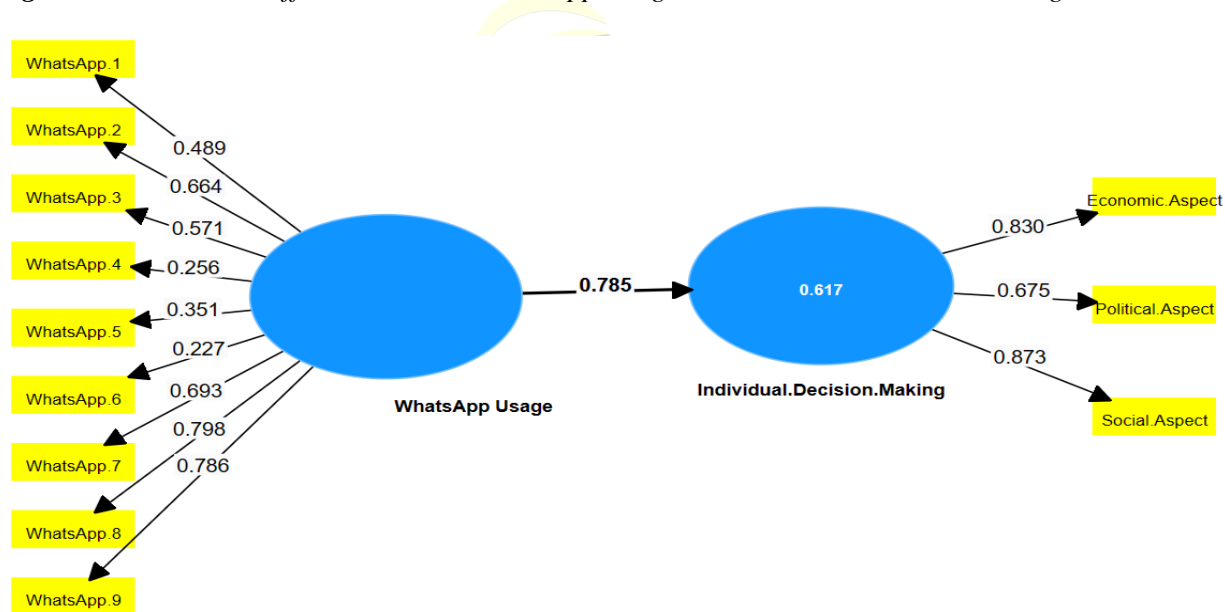 WhatsApp.1
WhatsApp.2
WhatsApp.3
WhatsApp.4
WhatsApp.5
WhatsApp.6
WhatsApp.7
WhatsApp.8
WhatsApp.9
0.489
0.664
0.571
0.256
0.351
0.227
0.693
0.798
0.786
WhatsApp Usage
0.785
0.617
Individual.Decision.Making
0.830
0.675
0.873
Economic.Aspect
Political.Aspect
Social.Aspect